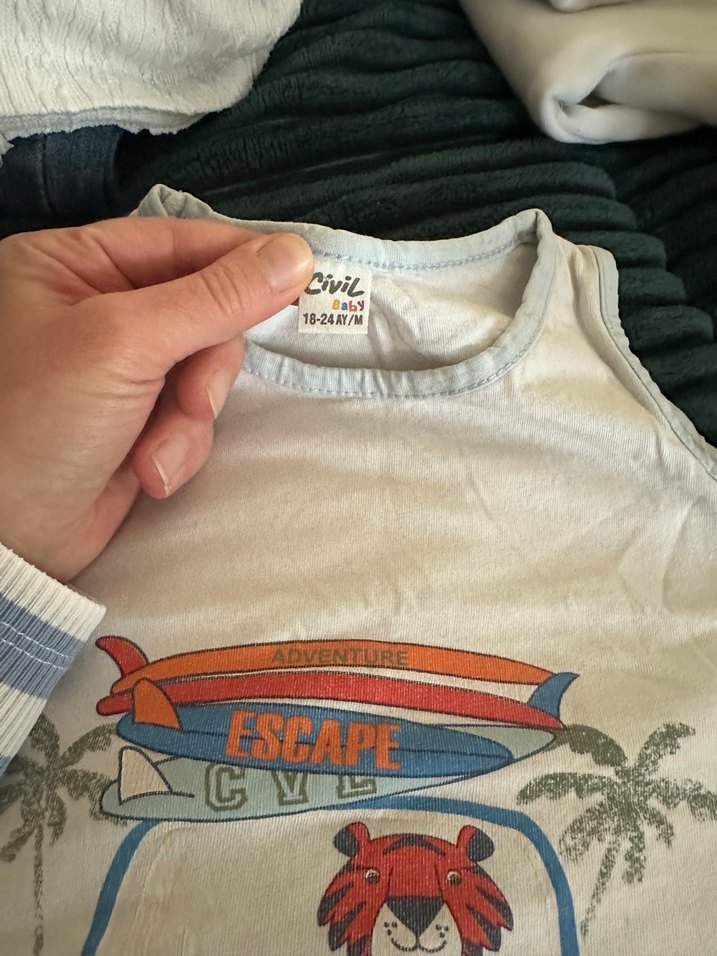 Civil
Baby
18-24 AY/M
ADVENTURE
ESCAPE
CVL